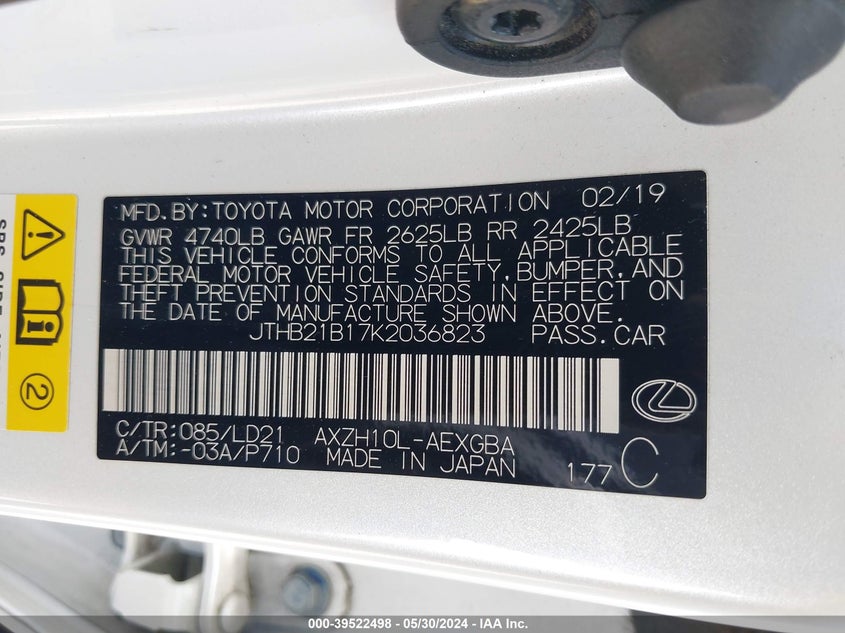 MFD.BY:TOYOTA MOTOR CORPORATION 02/19
GVWR 4740LB GAWR FR 2625LB RR 2425LB
THIS VEHICLE CONFORMS TO ALL APPLICABLE
FEDERAL MOTOR VEHICLE SAFETY,BUMPER,AND
THEFT PREVENTION STANDARDS IN EFFECT ON
THE DATE OF MANUFACTURE SHOWN ABOVE.
JTHB21B17K2036823 PASS.CAR
C/TR:085/LD21 AXZH10L-AEXGBA
A/TM:-03A/P710 MADE IN JAPAN
177 C
2
000-39522498 - 05/30/2024 - IAA Inc.